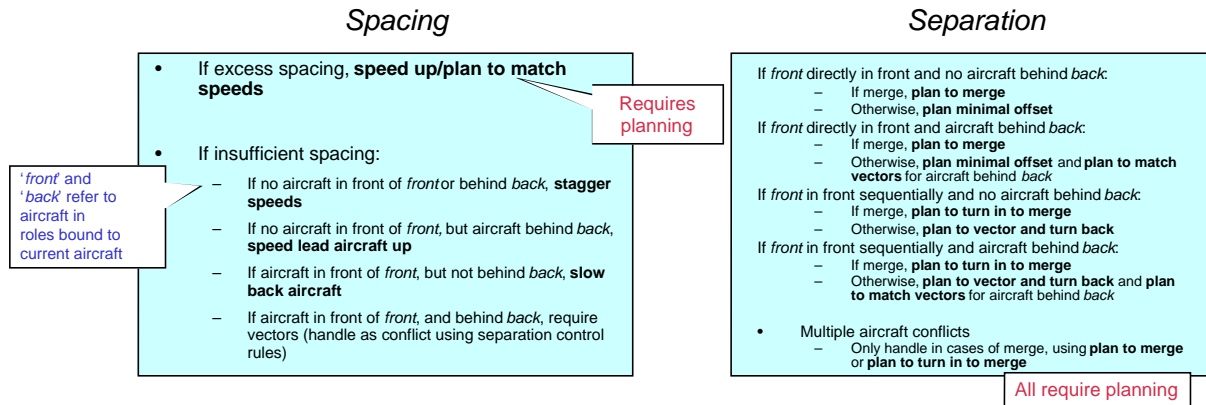 Spacing
• If excess spacing, speed up/plan to match
speeds
Requires
planning
• If insufficient spacing:
'front' and
'back' refer to
aircraft in
roles bound to
current aircraft
– If no aircraft in front of front or behind back, stagger
speeds
– If no aircraft in front of front, but aircraft behind back,
speed lead aircraft up
– If aircraft in front of front, but not behind back, slow
back aircraft
– If aircraft in front of front, and behind back, require
vectors (handle as conflict using separation control
rules)
Separation
If front directly in front and no aircraft behind back:
– If merge, plan to merge
– Otherwise, plan minimal offset
If front directly in front and aircraft behind back:
– If merge, plan to merge
– Otherwise, plan minimal offset and plan to match
vectors for aircraft behind back
If front in front sequentially and no aircraft behind back:
– If merge, plan to turn in to merge
– Otherwise, plan to vector and turn back
If front in front sequentially and aircraft behind back:
– If merge, plan to turn in to merge
– Otherwise, plan to vector and turn back and plan
to match vectors for aircraft behind back
• Multiple aircraft conflicts
– Only handle in cases of merge, using plan to merge
or plan to turn in to merge
All require planning